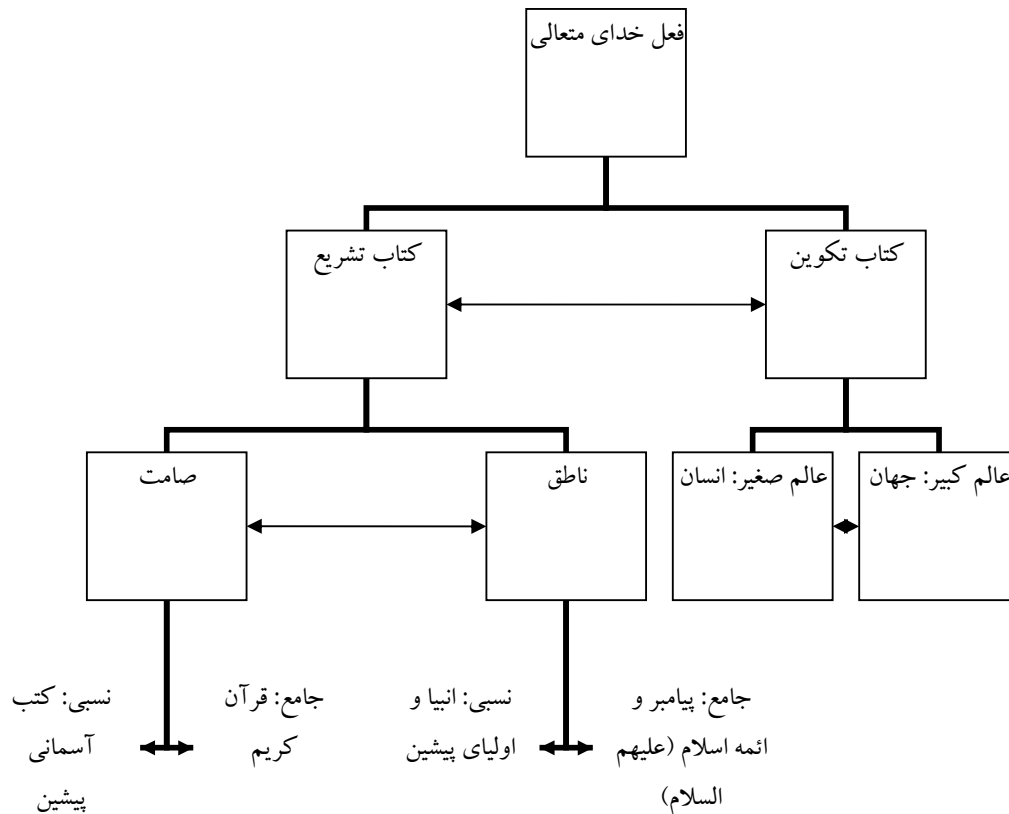 فعل خدای متعالی
کتاب تکوین
کتاب تشریع
عالم کبیر: جهان
عالم صغیر: انسان
ناطق
صامت
جامع: پیامبر و
ائمه اسلام (علیهم
السلام)
نسبی: انبیا و
اولیای پیشین
جامع: قرآن
کریم
نسبی: کتب
آسمانی
پیشین